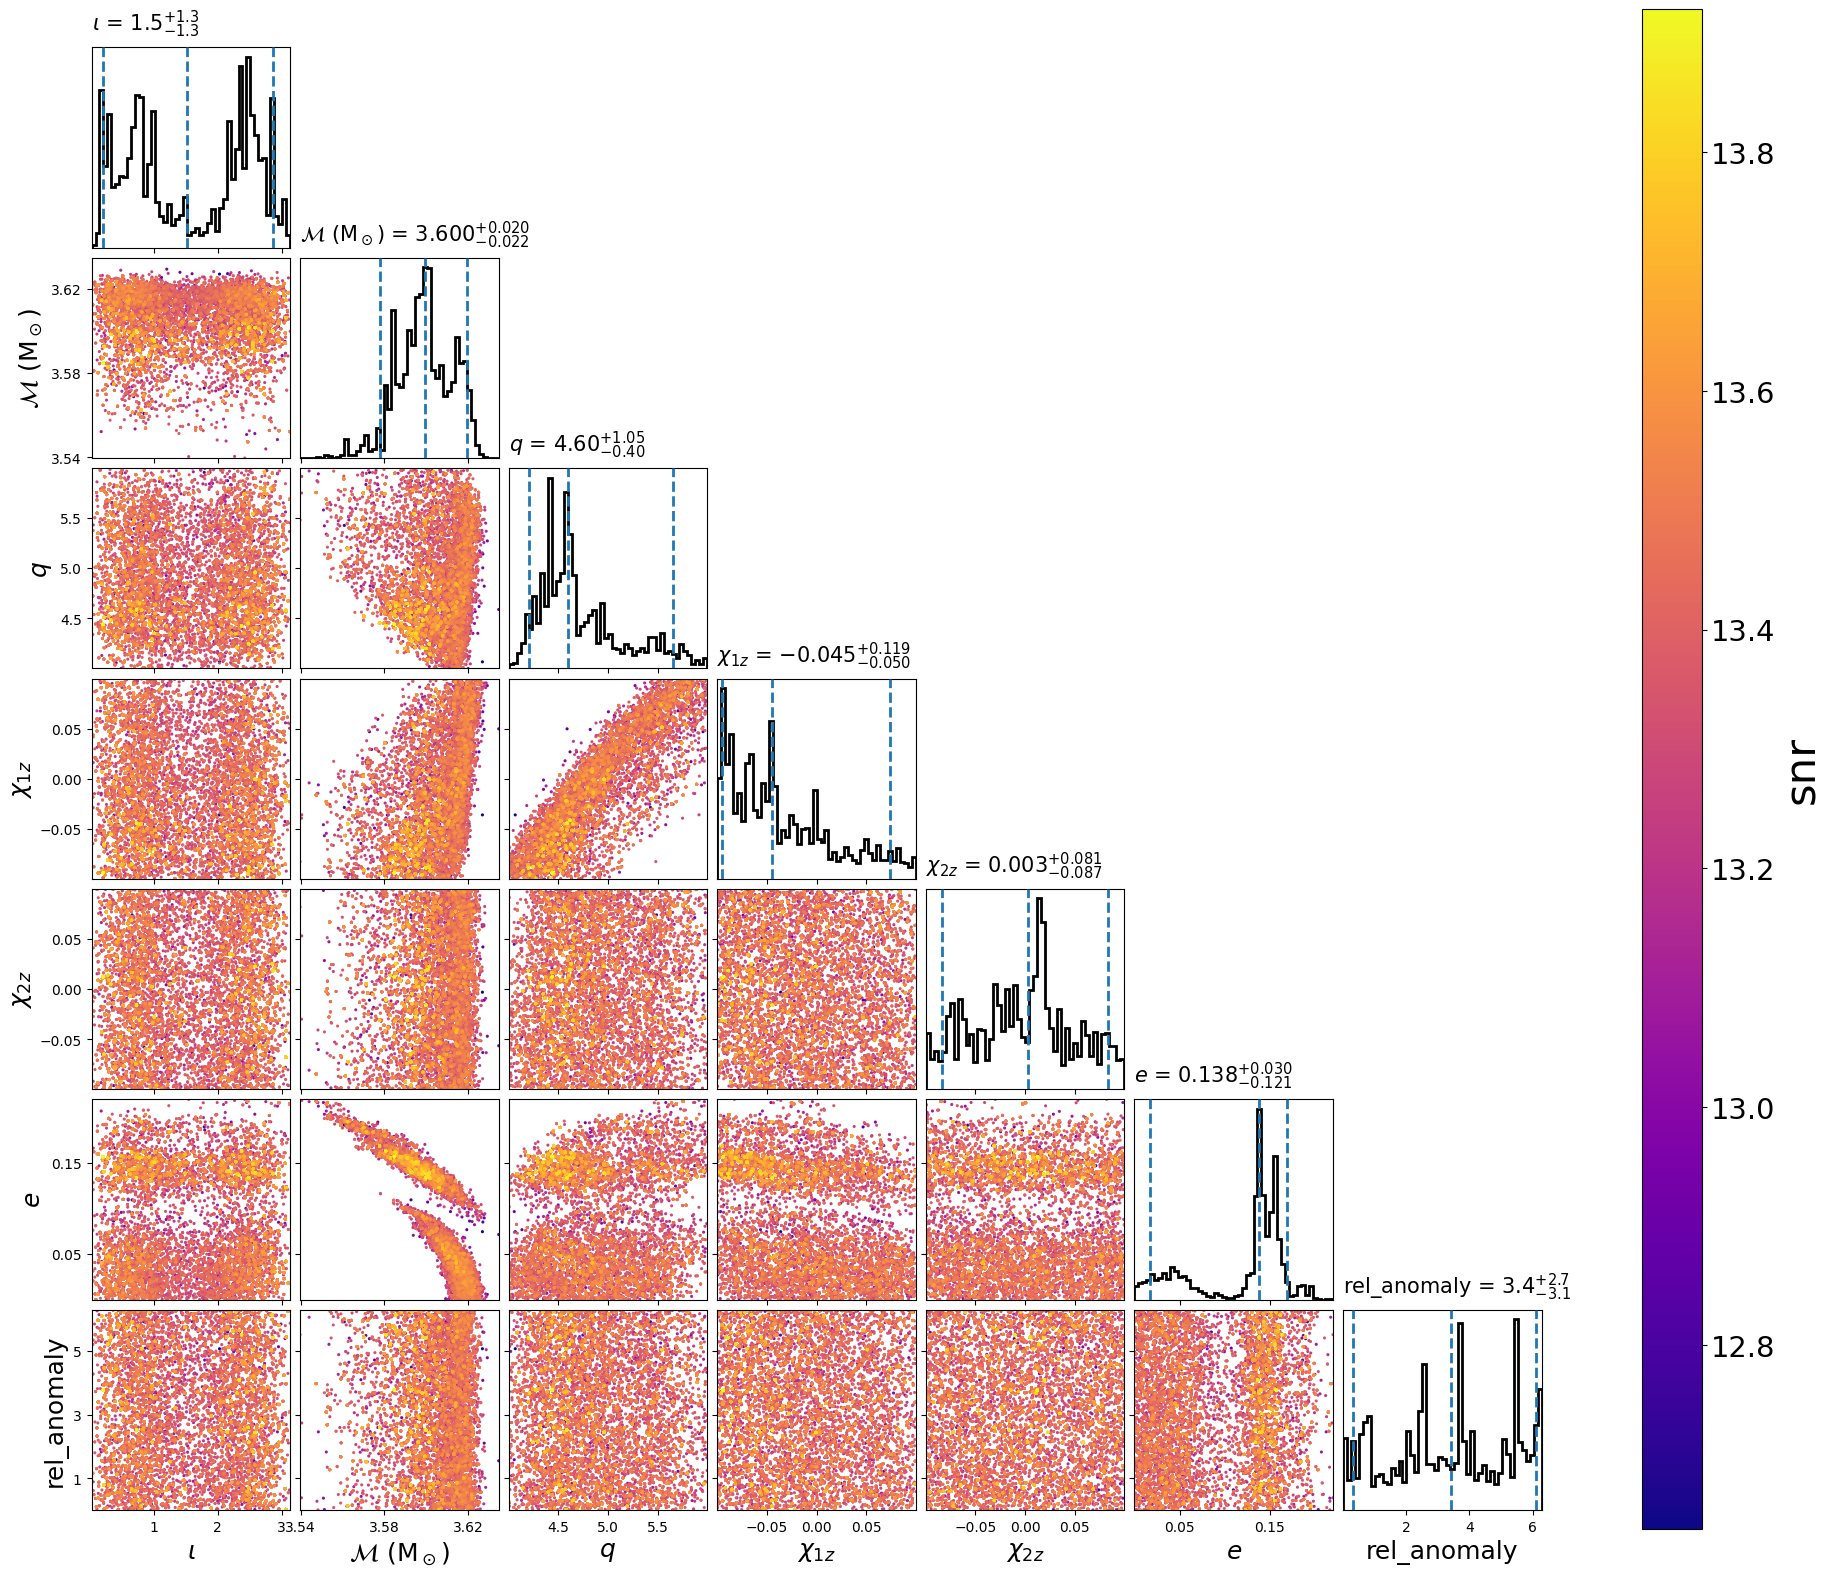 ι = 1.5+1.3−1.3
ℳ (M⊙) = 3.600+0.020−0.022
3.62
3.58
3.54
ℳ (M⊙)
q = 4.60+1.05−0.40
5.5
5.0
4.5
q
χ1z = −0.045+0.119−0.050
0.05
0.00
−0.05
χ1z
χ2z = 0.003+0.081−0.087
0.05
0.00
−0.05
χ2z
e = 0.138+0.030−0.121
0.15
0.05
e
rel_anomaly = 3.4+2.7−3.1
5
3
1
rel_anomaly
1 2 3 3.54 3.58 3.62 4.5 5.0 5.5 −0.05 0.00 0.05 −0.05 0.00 0.05 0.05 0.15 2 4 6
ι ℳ (M⊙) q χ1z χ2z e rel_anomaly
13.8
13.6
13.4
13.2
13.0
12.8
snr